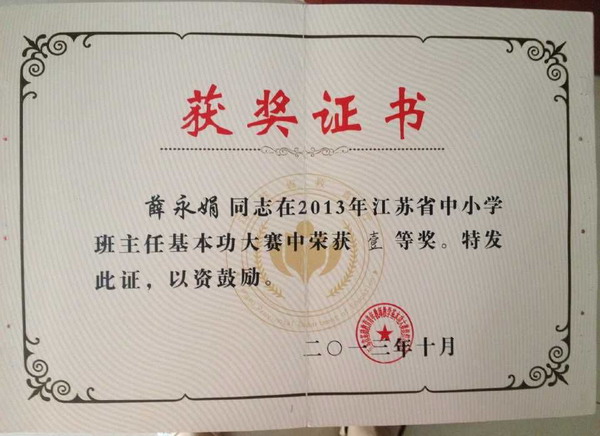 获奖证书
薛永娟同志在2013年江苏省中小学
班主任基本功大赛中荣获 壹 等奖。特发
此证，以资鼓励。
二〇一三年十月